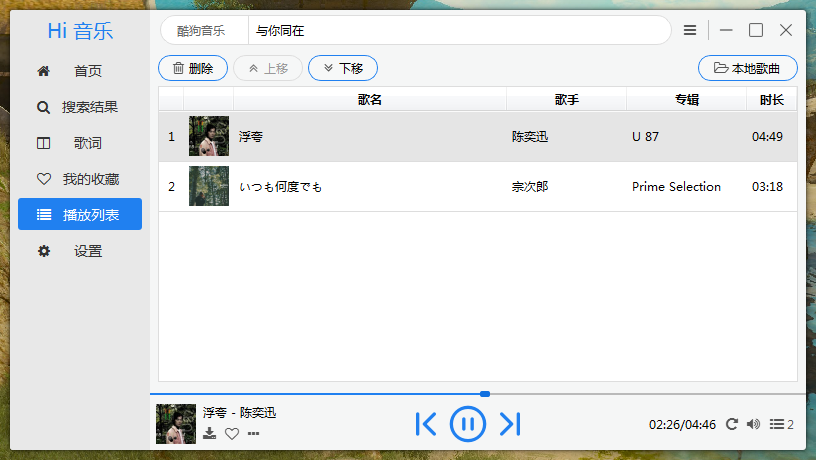 Hi 音乐
酷狗音乐 与你同在
首页
搜索结果
歌词
我的收藏
播放列表
设置
删除 上移 下移 本地歌曲
歌名 歌手 专辑 时长
1 浮夸 陈奕迅 U 87 04:49
2 いつも何度でも 宗次郎 Prime Selection 03:18
浮夸 - 陈奕迅
02:26/04:46 2